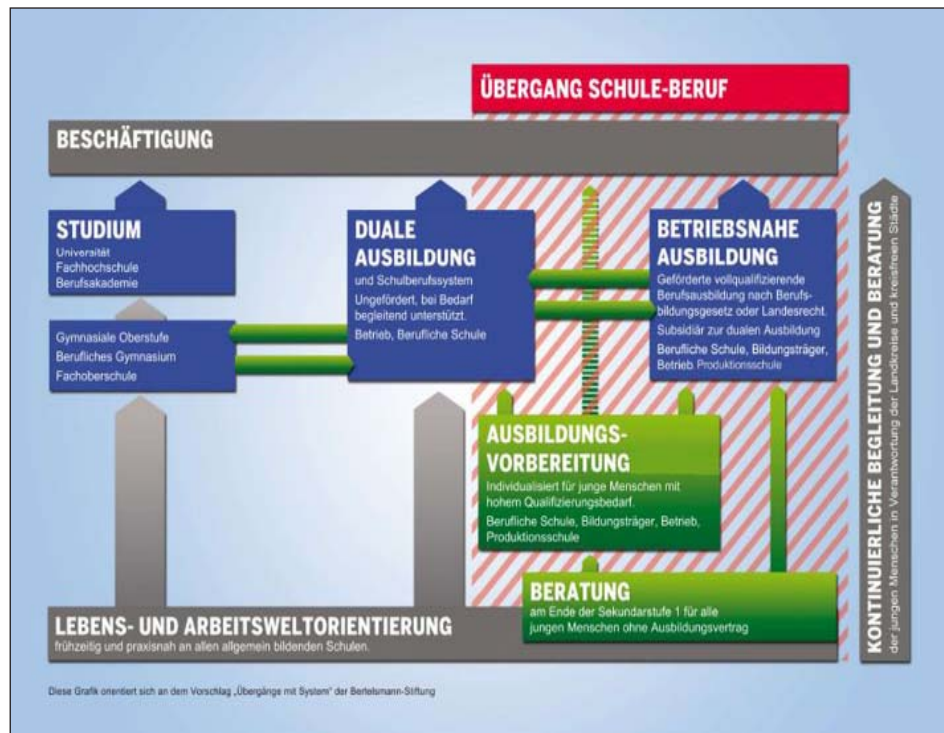 ÜBERGANG SCHULE-BERUF
BESCHÄFTIGUNG
STUDIUM
Universität
Fachhochschule
Berufsakademie
Gymnasiale Oberstufe
Berufliches Gymnasium
Fachoberschule
DUALE
AUSBILDUNG
und Schulberufssystem
Ungefördert, bei Bedarf
begleitend unterstützt.
Betrieb, Berufliche Schule
BETRIEBSNAHE
AUSBILDUNG
Geförderte vollqualifizierende
Berufsausbildung nach Berufs-
bildungsgesetz oder Landesrecht.
Subsidiär zur dualen Ausbildung
Berufliche Schule, Bildungsträger,
Betrieb Produktionsschule
AUSBILDUNGS-
VORBEREITUNG
Individualisiert für junge Menschen mit
hohem Qualifizierungsbedarf.
Berufliche Schule, Bildungsträger, Betrieb,
Produktionsschule
BERATUNG
am Ende der Sekundarstufe 1 für alle
jungen Menschen ohne Ausbildungsvertrag
LEBENS- UND ARBEITSWELTORIENTIERUNG
frühzeitig und praxisnah an allen allgemein bildenden Schulen.
KONTINUIERLICHE BEGLEITUNG UND BERATUNG
der jungen Menschen in Verantwortung der Landkreise und kreisfreien Städte
Diese Grafik orientiert sich an dem Vorschlag „Übergänge mit System" der Bertelsmann-Stiftung